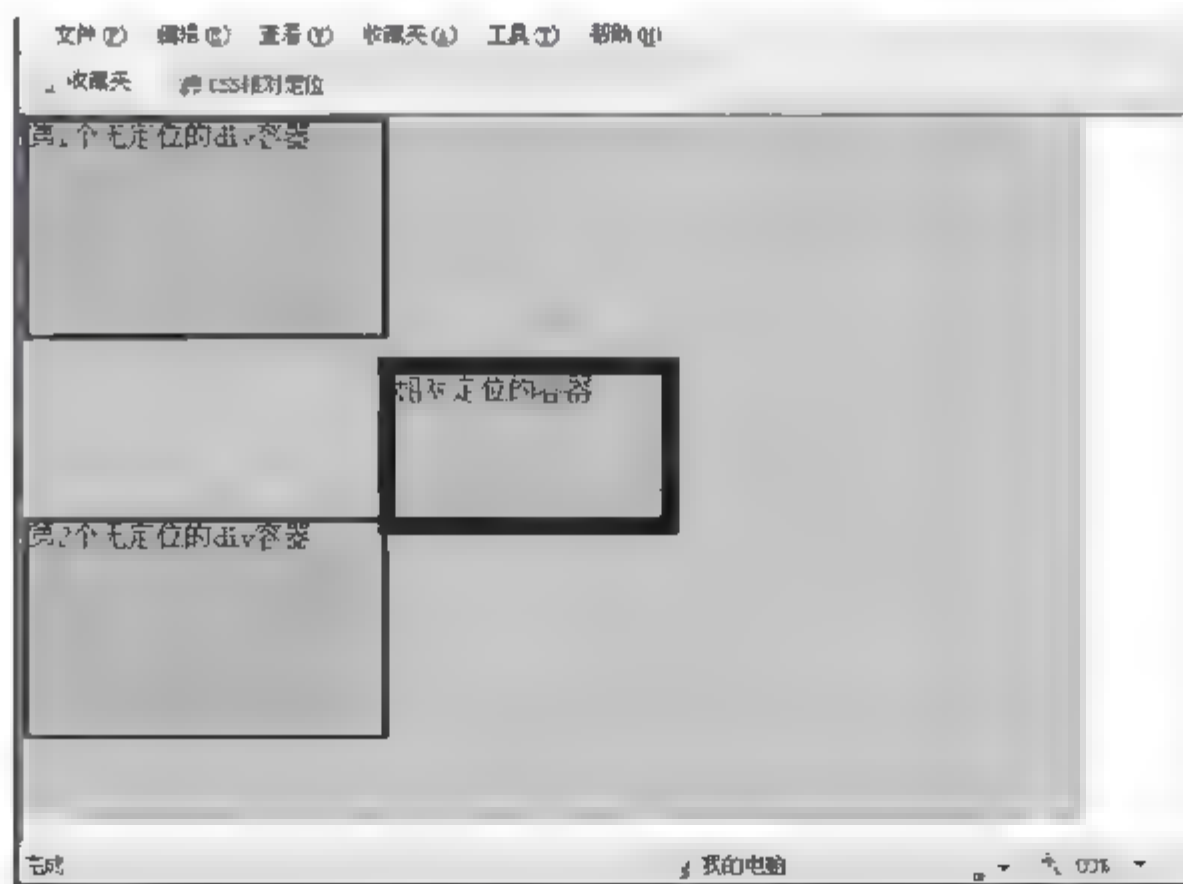 文件(F) 编辑(E) 查看(V) 收藏夹(A) 工具(T) 帮助(H)
收藏夹 CSS相对定位
第1个无定位的div容器
相对定位的容器
第2个无定位的div容器
完成 我的电脑 00%